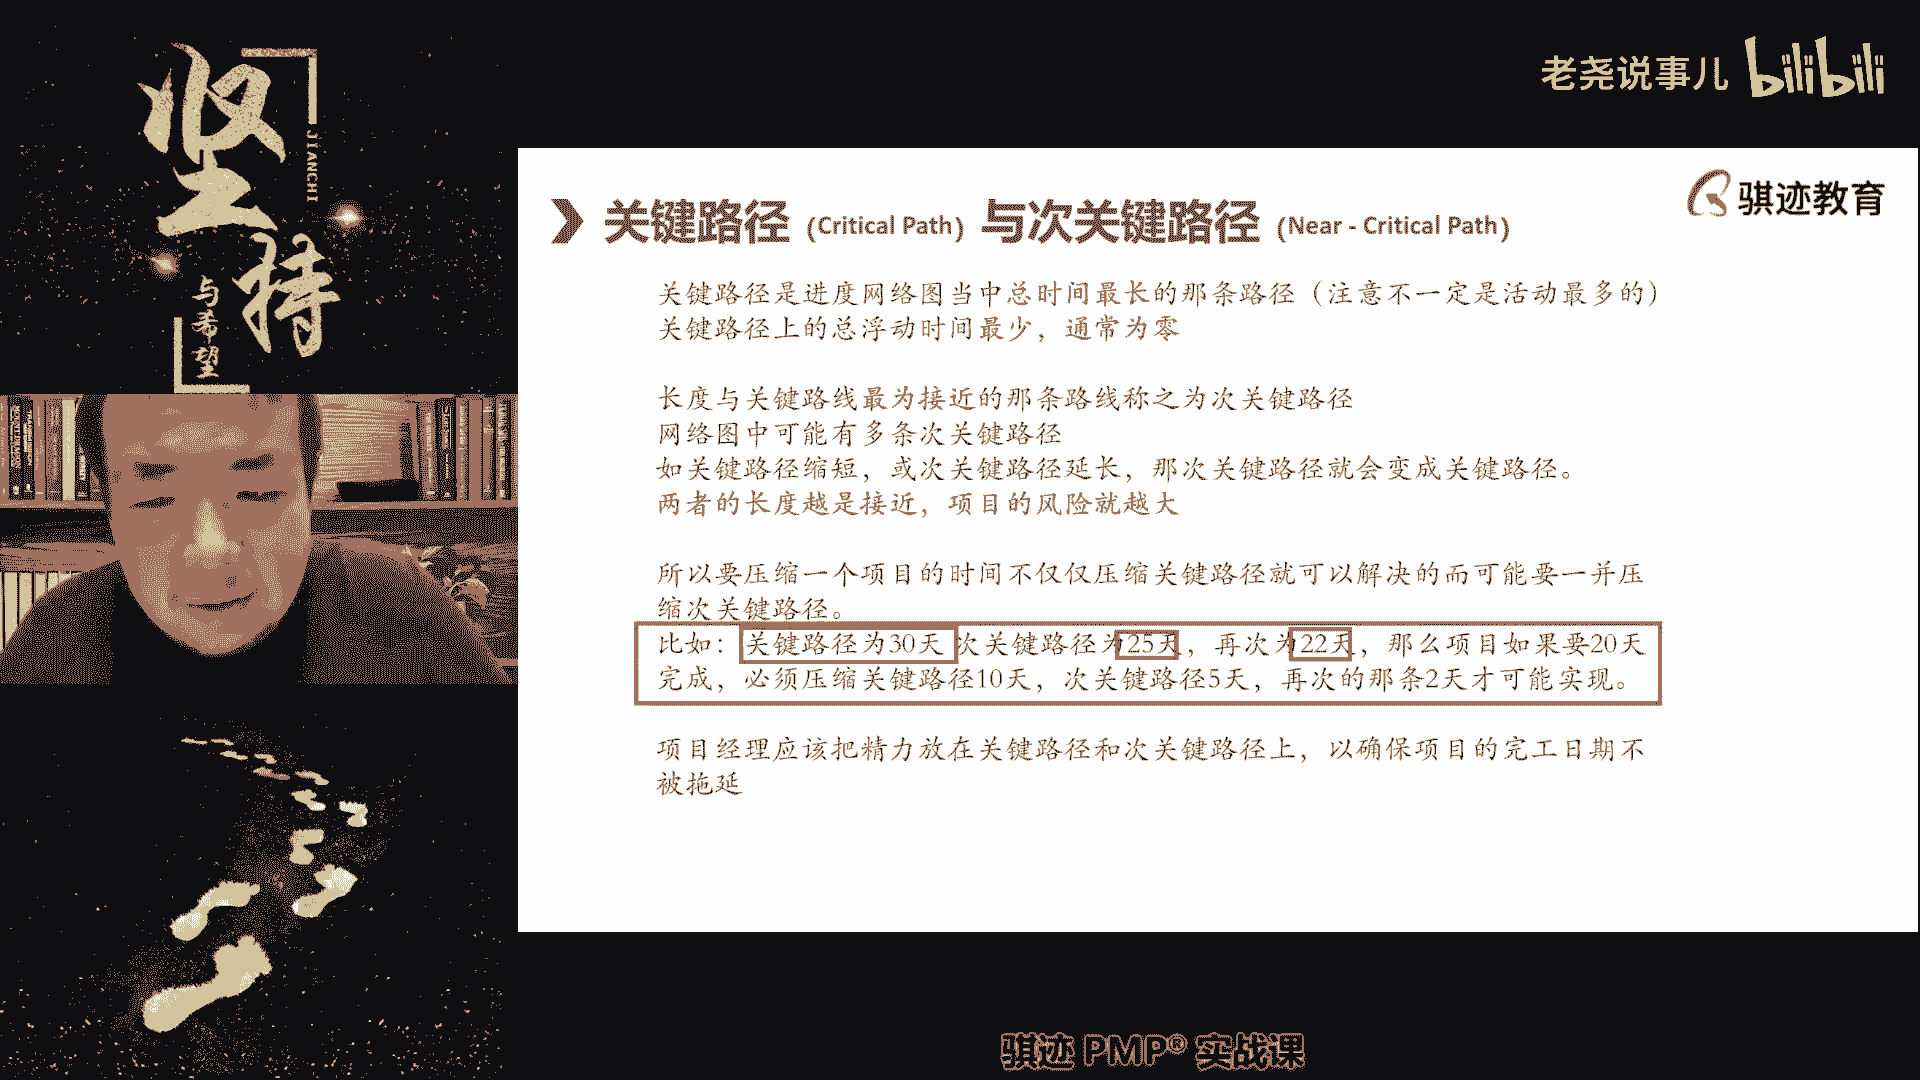 坚持
JIANCHI
与希望
老尧说事儿 bilibili
骐迹教育
关键路径 (Critical Path) 与次关键路径 (Near - Critical Path)
关键路径是进度网络图当中总时间最长的那条路径（注意不一定是活动最多的）
关键路径上的总浮动时间最少，通常为零
长度与关键路线最为接近的那条路线称之为次关键路径
网络图中可能有多条次关键路径
如关键路径缩短，或次关键路径延长，那次关键路径就会变成关键路径。
两者的长度越是接近，项目的风险就越大
所以要压缩一个项目的时间不仅仅压缩关键路径就可以解决的而可能要一并压
缩次关键路径。
比如：关键路径为30天 次关键路径为25天，再次为22天，那么项目如果要20天
完成，必须压缩关键路径10天，次关键路径5天，再次的那条2天才可能实现。
项目经理应该把精力放在关键路径和次关键路径上，以确保项目的完工日期不
被拖延
骐迹 PMP® 实战课